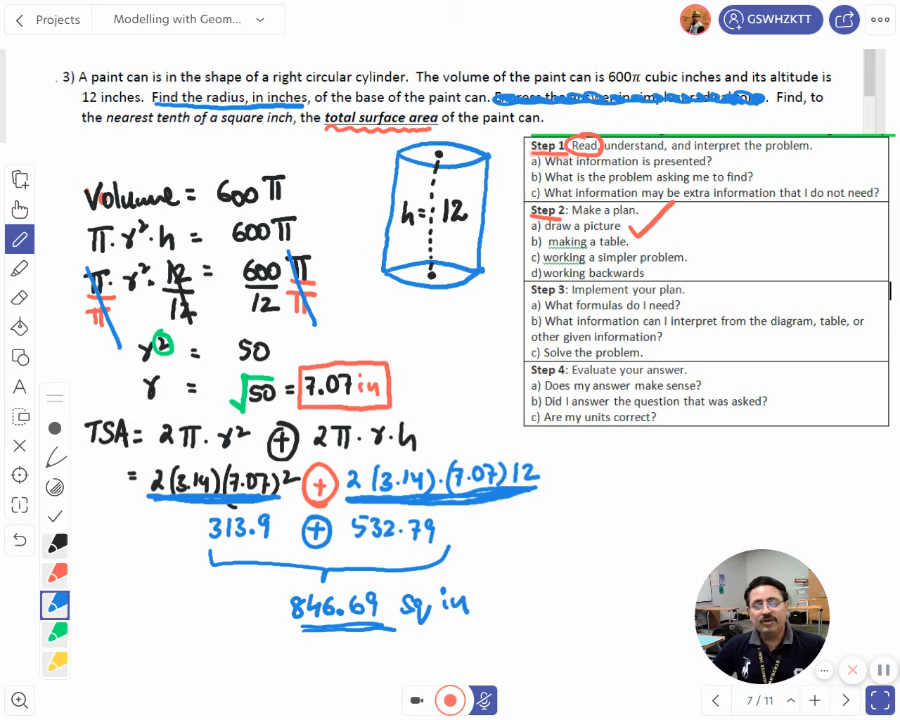 Projects
Modelling with Geom...
GSWHZKTT
. 3) A paint can is in the shape of a right circular cylinder. The volume of the paint can is 600π cubic inches and its altitude is
12 inches. Find the radius, in inches, of the base of the paint can. Find, to
the nearest tenth of a square inch, the total surface area of the paint can.
Step 1: Read, understand, and interpret the problem.
a) What information is presented?
b) What is the problem asking me to find?
c) What information may be extra information that I do not need?
Step 2: Make a plan.
a) draw a picture
b) making a table.
c) working a simpler problem.
d) working backwards
Step 3: Implement your plan.
a) What formulas do I need?
b) What information can I interpret from the diagram, table, or
other given information?
c) Solve the problem.
Step 4: Evaluate your answer.
a) Does my answer make sense?
b) Did I answer the question that was asked?
c) Are my units correct?
h = 12
Volume = 600 π
π · r² · h = 600 π
π · r² · 12 = 600 π
π 12 12 π
r² = 50
r = √50 = 7.07 in
TSA = 2π · r² + 2π · r · h
= 2(3.14)(7.07)² + 2(3.14) · (7.07) 12
313.9 + 532.79
846.69 sq in
A
7 / 11